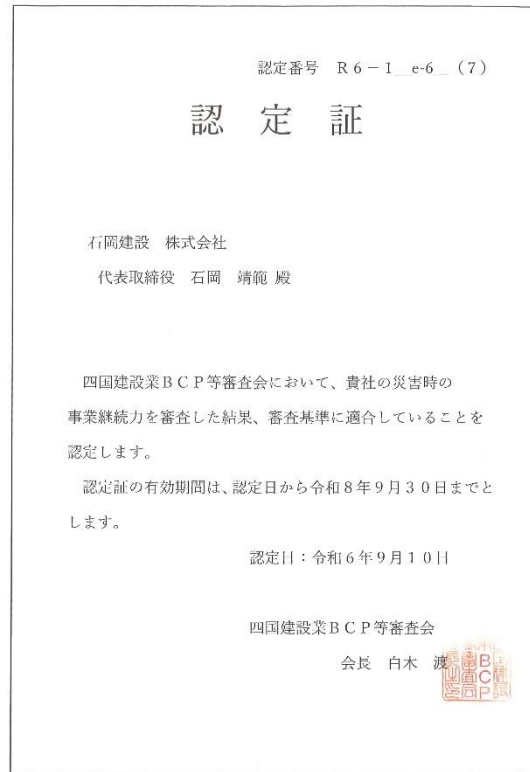 認定番号　Ｒ６－１＿e-6＿（７）
認　定　証
石岡建設　株式会社
代表取締役　石岡　靖範 殿
四国建設業ＢＣＰ等審査会において、貴社の災害時の
事業継続力を審査した結果、審査基準に適合していることを
認定します。
認定証の有効期間は、認定日から令和８年９月３０日までと
します。
認定日：令和６年９月１０日
四国建設業ＢＣＰ等審査会
会長　白木　渡